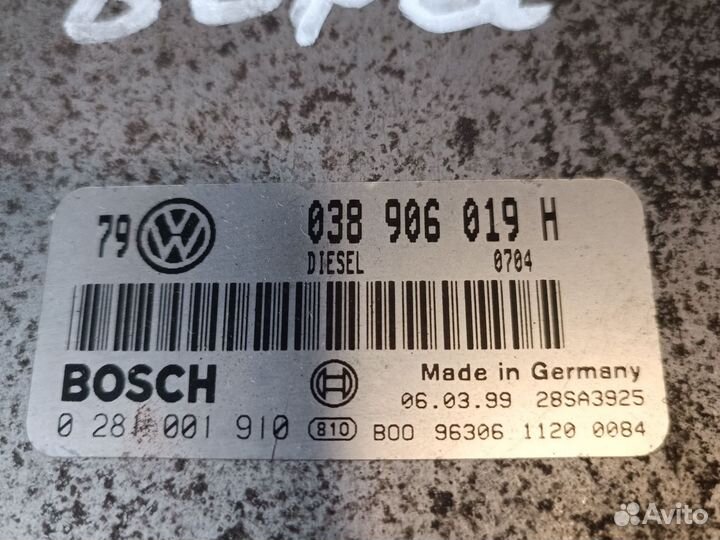 79 038 906 019 H
DIESEL 0704
BOSCH
Made in Germany
06.03.99 28SA3925
0 281 001 910 810 B00 96306 1120 0084
Avito